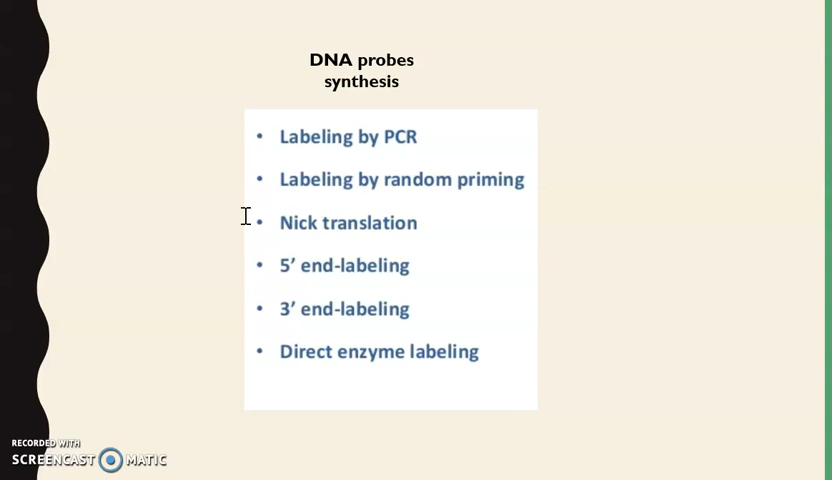 DNA probes
synthesis
• Labeling by PCR
• Labeling by random priming
• Nick translation
• 5’ end-labeling
• 3’ end-labeling
• Direct enzyme labeling
RECORDED WITH
SCREENCAST MATIC